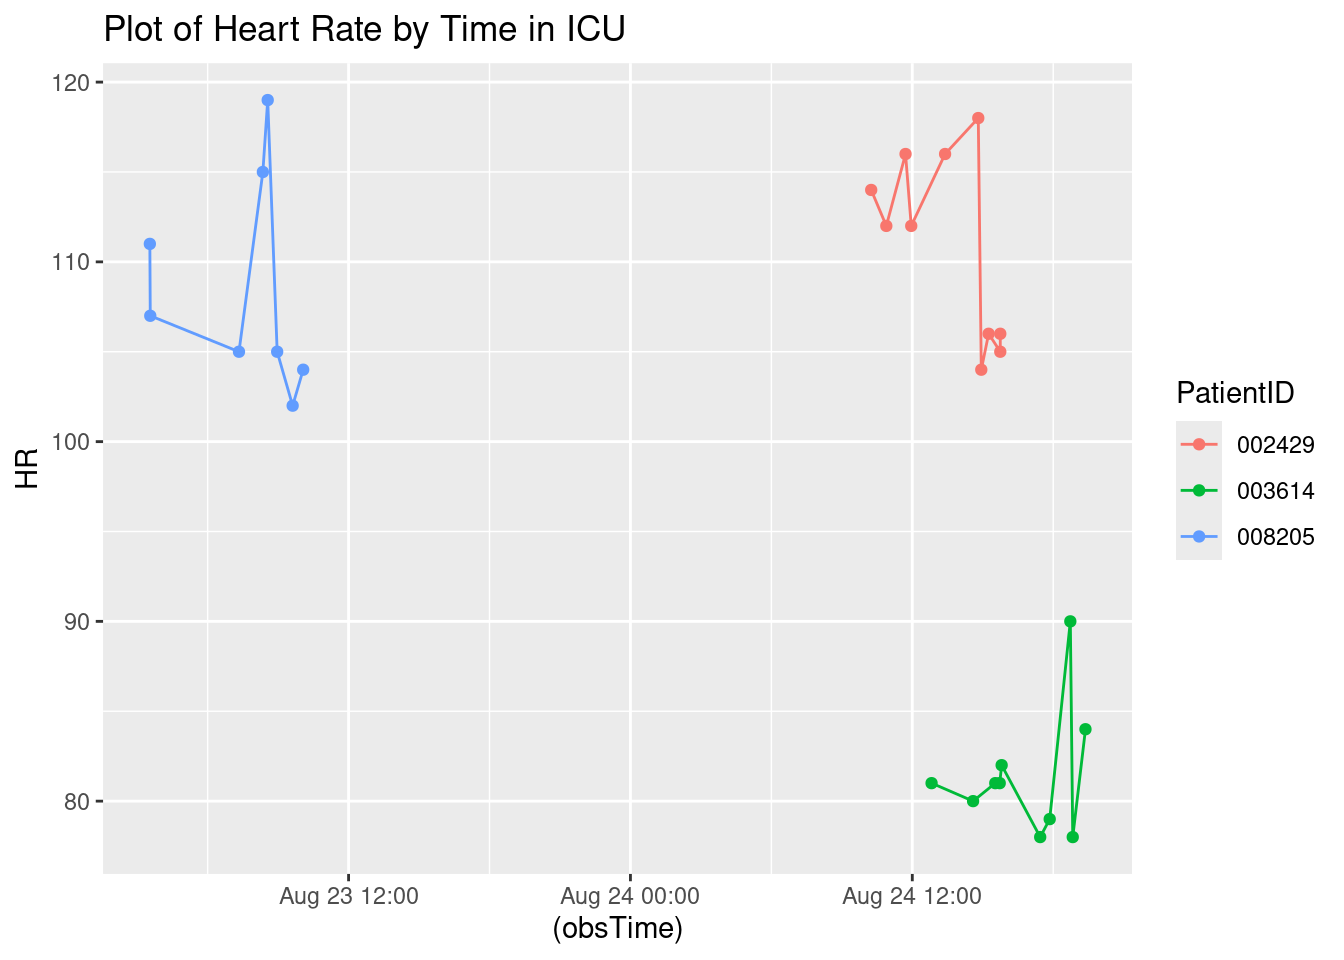 Plot of Heart Rate by Time in ICU
120
110
100
90
80
HR
Aug 23 12:00
Aug 24 00:00
Aug 24 12:00
(obsTime)
PatientID
002429
003614
008205